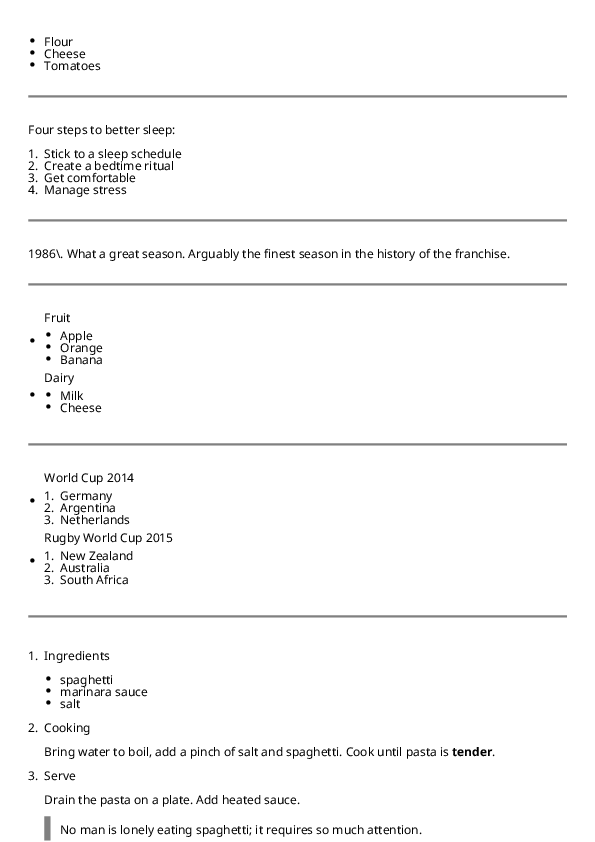 • Flour
• Cheese
• Tomatoes
Four steps to better sleep:
1. Stick to a sleep schedule
2. Create a bedtime ritual
3. Get comfortable
4. Manage stress
1986\. What a great season. Arguably the finest season in the history of the franchise.
Fruit
• Apple
• Orange
• Banana
Dairy
• Milk
• Cheese
World Cup 2014
1. Germany
2. Argentina
3. Netherlands
Rugby World Cup 2015
1. New Zealand
2. Australia
3. South Africa
1. Ingredients
• spaghetti
• marinara sauce
• salt
2. Cooking
Bring water to boil, add a pinch of salt and spaghetti. Cook until pasta is tender.
3. Serve
Drain the pasta on a plate. Add heated sauce.
No man is lonely eating spaghetti; it requires so much attention.